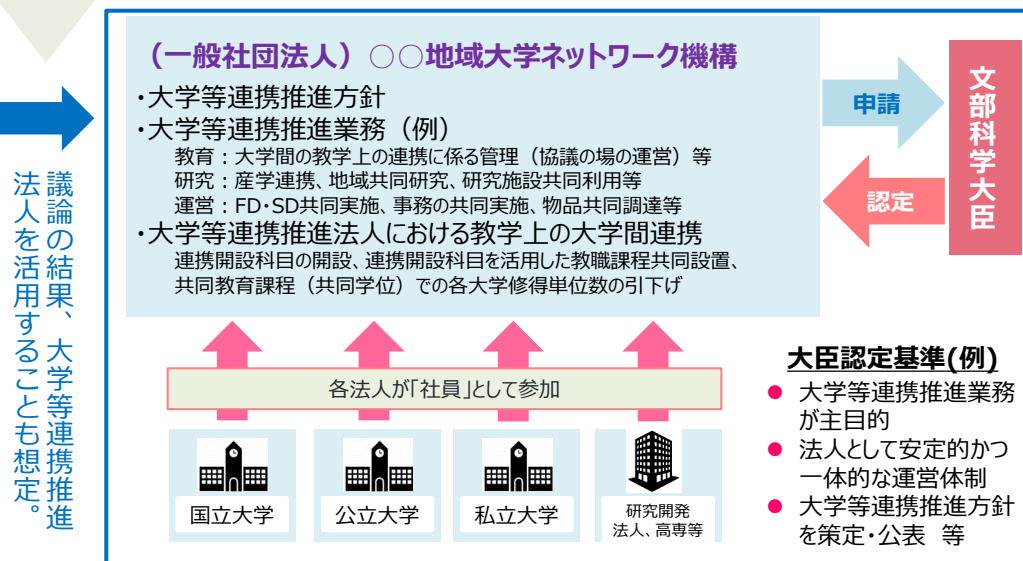 議論の結果、大学等連携推進
法人を活用することも想定。
（一般社団法人）○○地域大学ネットワーク機構
・大学等連携推進方針
・大学等連携推進業務（例）
教育：大学間の教学上の連携に係る管理（協議の場の運営）等
研究：産学連携、地域共同研究、研究施設共同利用等
運営：FD・SD共同実施、事務の共同実施、物品共同調達等
・大学等連携推進法人における教学上の大学間連携
連携開設科目の開設、連携開設科目を活用した教職課程共同設置、
共同教育課程（共同学位）での各大学修得単位数の引下げ
申請
認定
文部科学大臣
各法人が「社員」として参加
国立大学
公立大学
私立大学
研究開発
法人、高専等
大臣認定基準(例)
● 大学等連携推進業務
が主目的
● 法人として安定的かつ
一体的な運営体制
● 大学等連携推進方針
を策定・公表 等